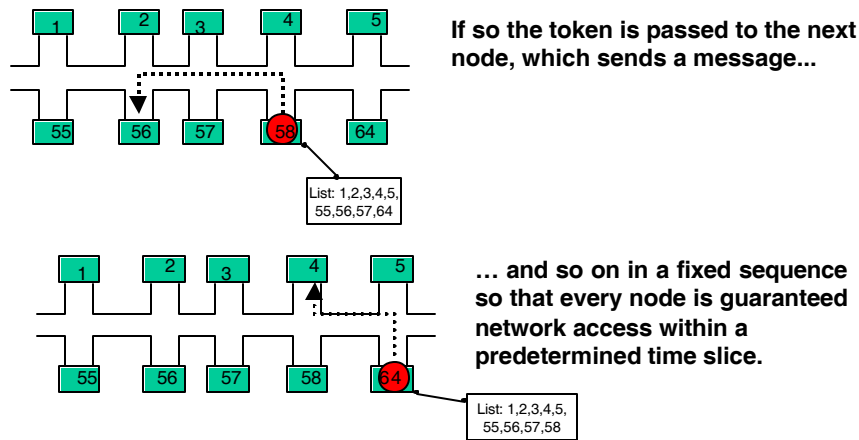 1 2 3 4 5
If so the token is passed to the next
node, which sends a message...
55 56 57 58 64
List: 1,2,3,4,5,
55,56,57,64
1 2 3 4 5
… and so on in a fixed sequence
so that every node is guaranteed
network access within a
predetermined time slice.
55 56 57 58 64
List: 1,2,3,4,5,
55,56,57,58